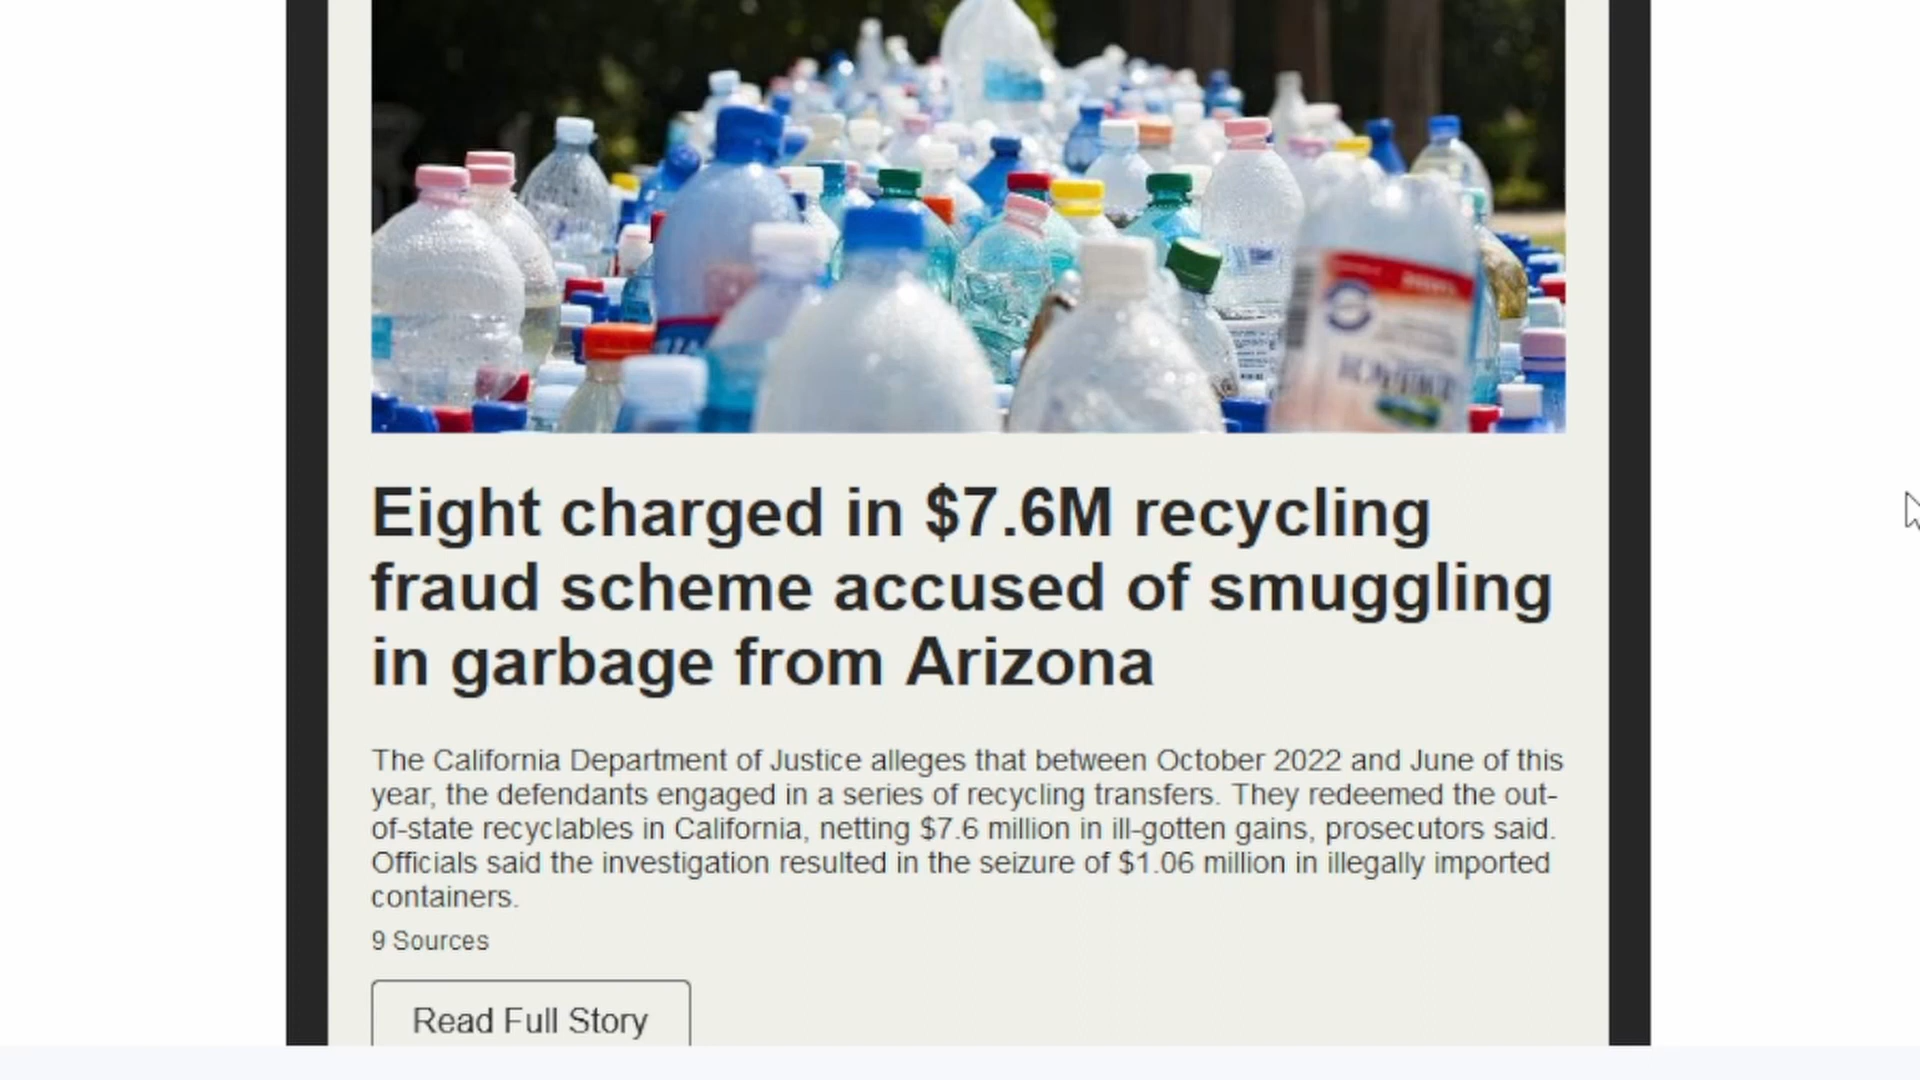 Eight charged in $7.6M recycling
fraud scheme accused of smuggling
in garbage from Arizona
The California Department of Justice alleges that between October 2022 and June of this
year, the defendants engaged in a series of recycling transfers. They redeemed the out-
of-state recyclables in California, netting $7.6 million in ill-gotten gains, prosecutors said.
Officials said the investigation resulted in the seizure of $1.06 million in illegally imported
containers.
9 Sources
Read Full Story